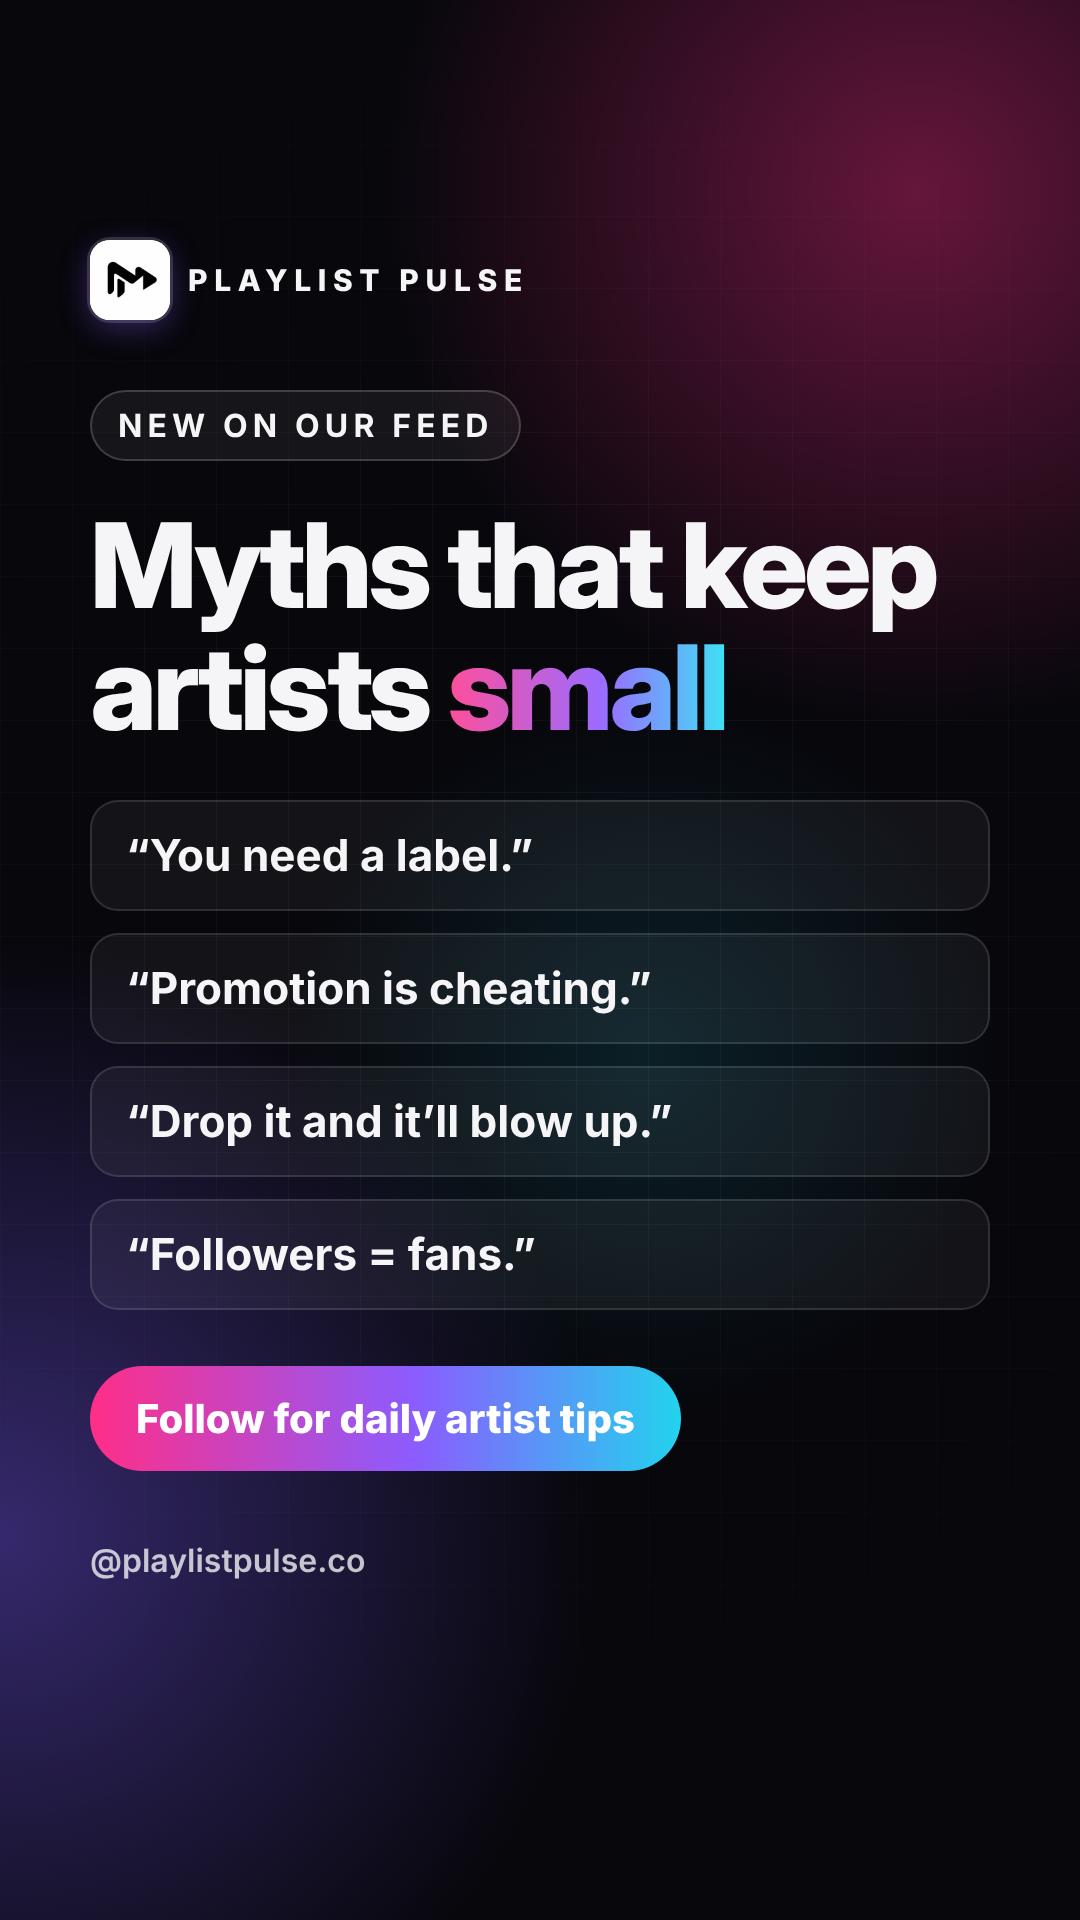 PLAYLIST PULSE
NEW ON OUR FEED
Myths that keep
artists small
“You need a label.”
“Promotion is cheating.”
“Drop it and it’ll blow up.”
“Followers = fans.”
Follow for daily artist tips
@playlistpulse.co